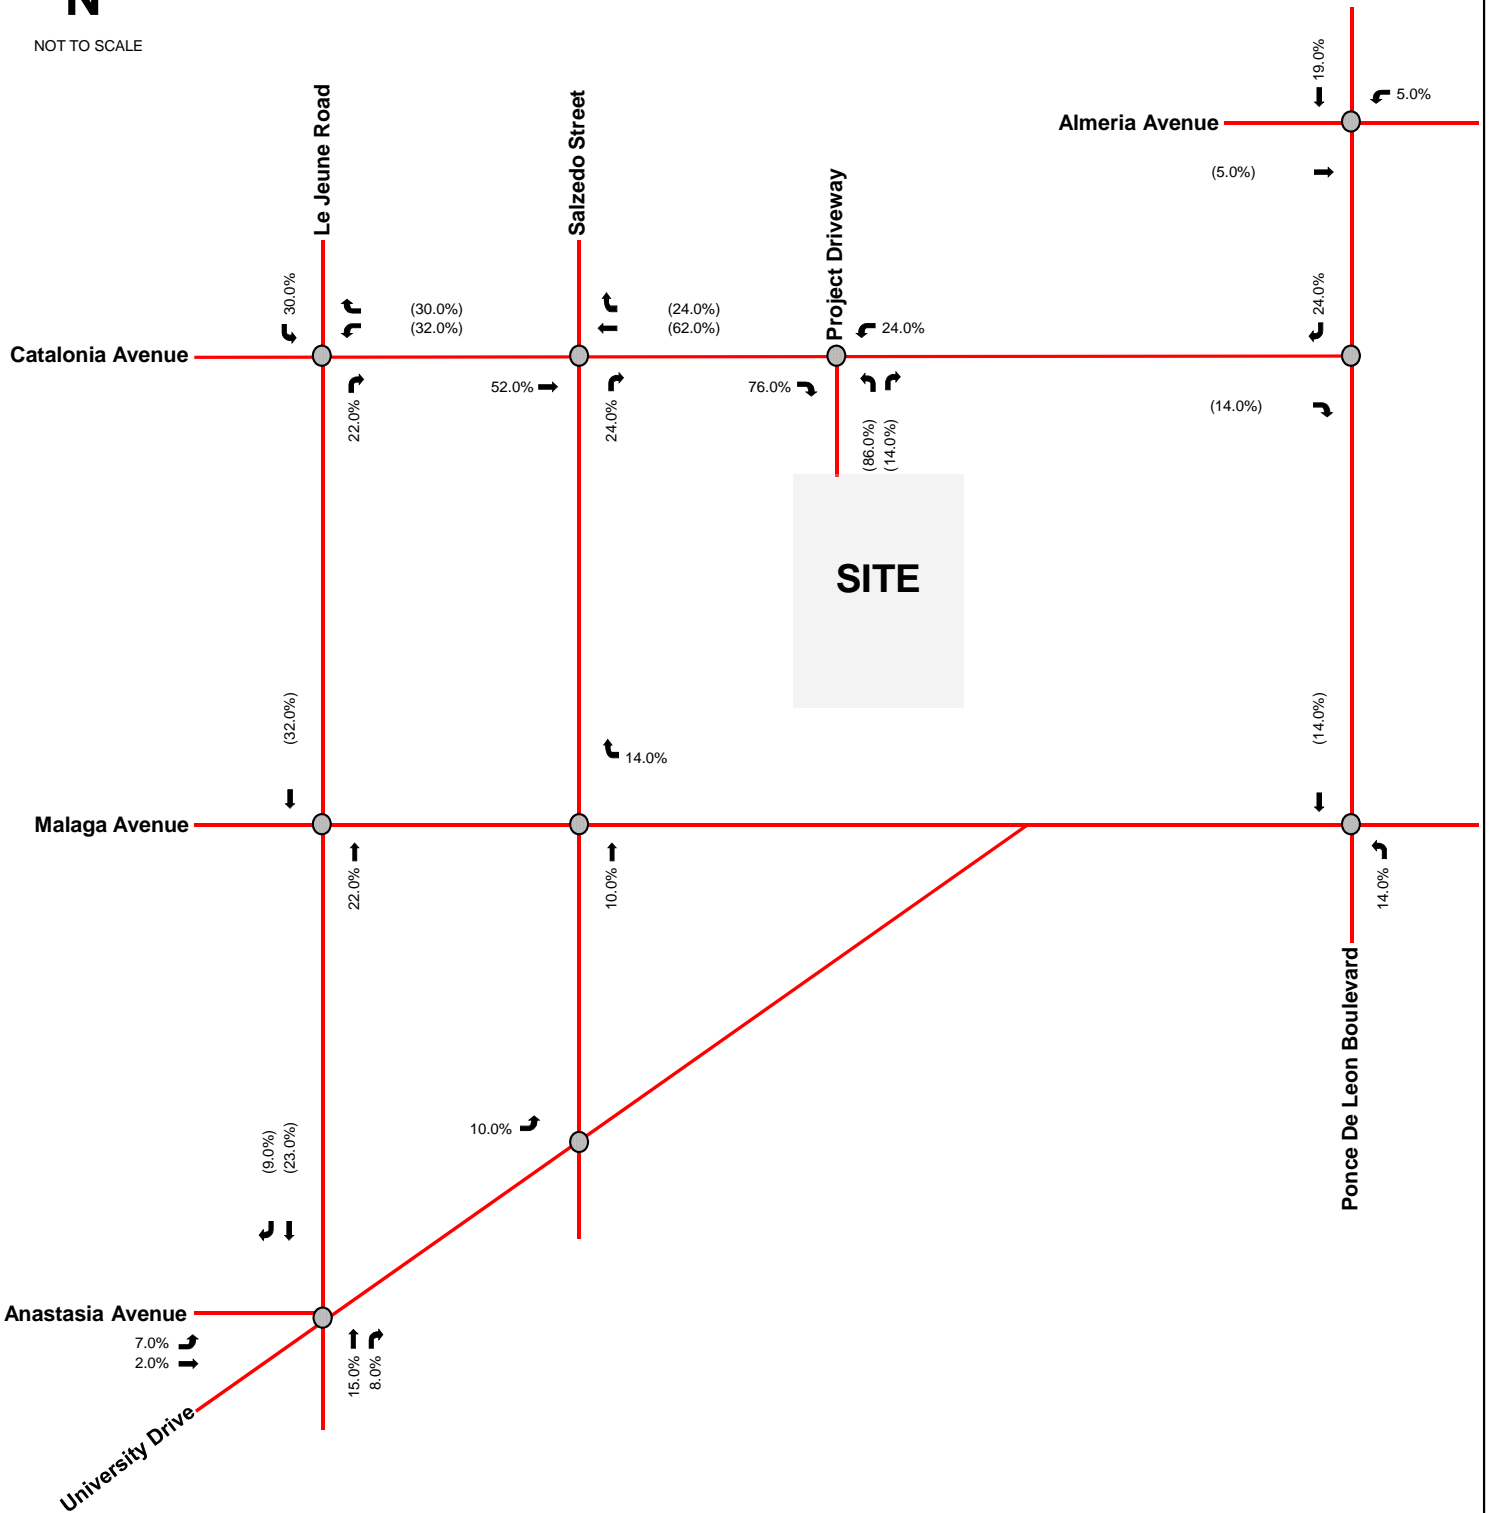 N
NOT TO SCALE
19.0%
5.0%
Almeria Avenue
(5.0%)
Le Jeune Road
Salzedo Street
Project Driveway
30.0%
(30.0%)
(32.0%)
(24.0%)
(62.0%)
24.0%
24.0%
Catalonia Avenue
22.0%
52.0%
24.0%
76.0%
(86.0%)
(14.0%)
(14.0%)
SITE
(32.0%)
14.0%
(14.0%)
Malaga Avenue
22.0%
10.0%
14.0%
Ponce De Leon Boulevard
(9.0%)
(23.0%)
10.0%
Anastasia Avenue
7.0%
2.0%
15.0%
8.0%
University Drive